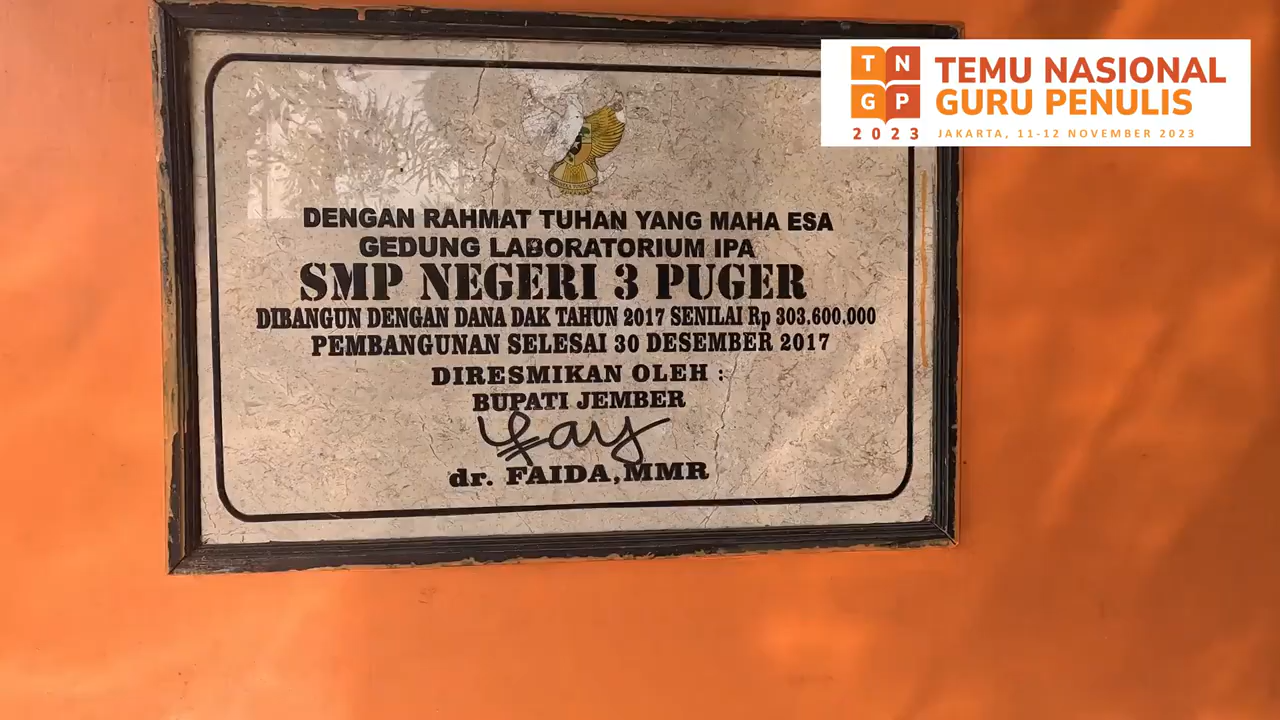 DENGAN RAHMAT TUHAN YANG MAHA ESA
GEDUNG LABORATORIUM IPA
SMP NEGERI 3 PUGER
DIBANGUN DENGAN DANA DAK TAHUN 2017 SENILAI Rp 303.600.000
PEMBANGUNAN SELESAI 30 DESEMBER 2017
DIRESMIKAN OLEH :
BUPATI JEMBER
dr. FAIDA,MMR
TN
GP
2023
TEMU NASIONAL
GURU PENULIS
JAKARTA, 11-12 NOVEMBER 2023